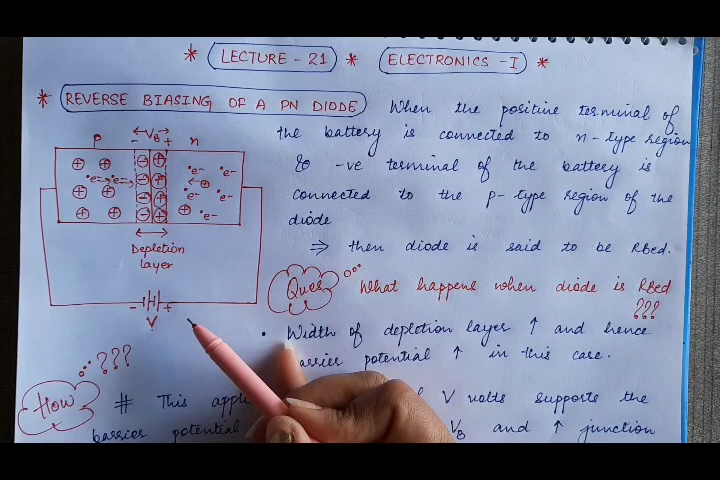 * LECTURE - 21 * ELECTRONICS - I *
* REVERSE BIASING OF A PN DIODE
When the positive terminal of
the battery is connected to n-type region
& -ve terminal of the battery is
connected to the p-type region of the
diode
⇒ then diode is said to be RBed.
P - VB + n
e- e- e- e- e- e- e-
Depletion
Layer
- +
V
Ques What happens when diode is RBed
???
• Width of depletion layer ↑ and hence
barrier potential ↑ in this case.
How ???
# This appl V volts supports the
barrier potential VB and ↑ junction